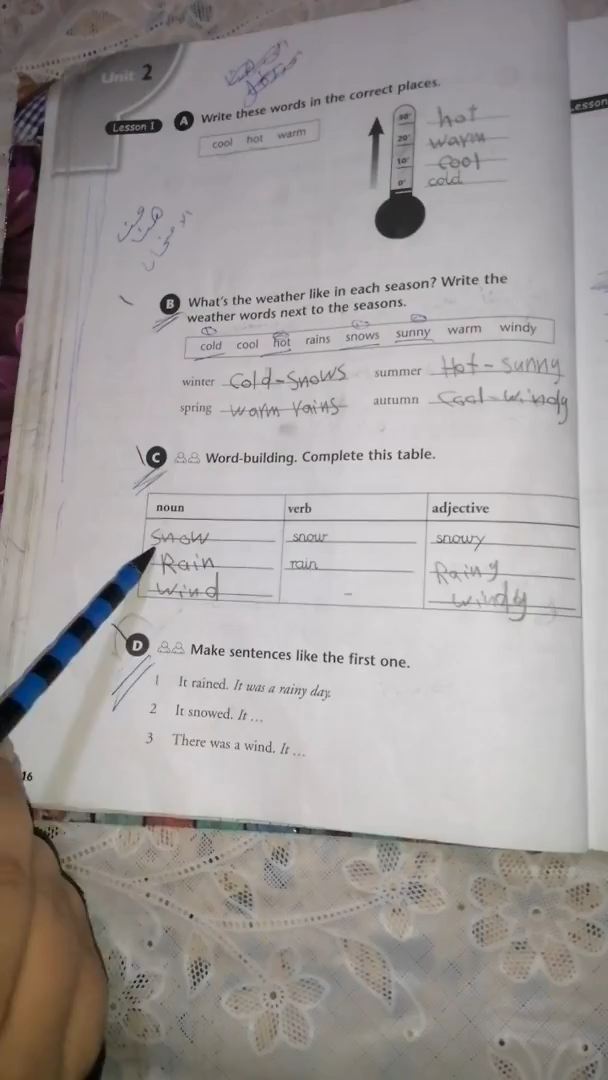 Unit 2
Lesson 1 A Write these words in the correct places.
cool hot warm
40° hot
20° warm
10° cool
0° cold
Lesson
هنا
B What's the weather like in each season? Write the
weather words next to the seasons.
cold cool hot rains snows sunny warm windy
winter Cold-Snows summer Hot-sunny
spring warm rains autumn Cool-windy
C Word-building. Complete this table.
noun verb adjective
Snow snow snowy
Rain rain Rainy
Wind – windy
D Make sentences like the first one.
1 It rained. It was a rainy day.
2 It snowed. It ...
3 There was a wind. It ...
16